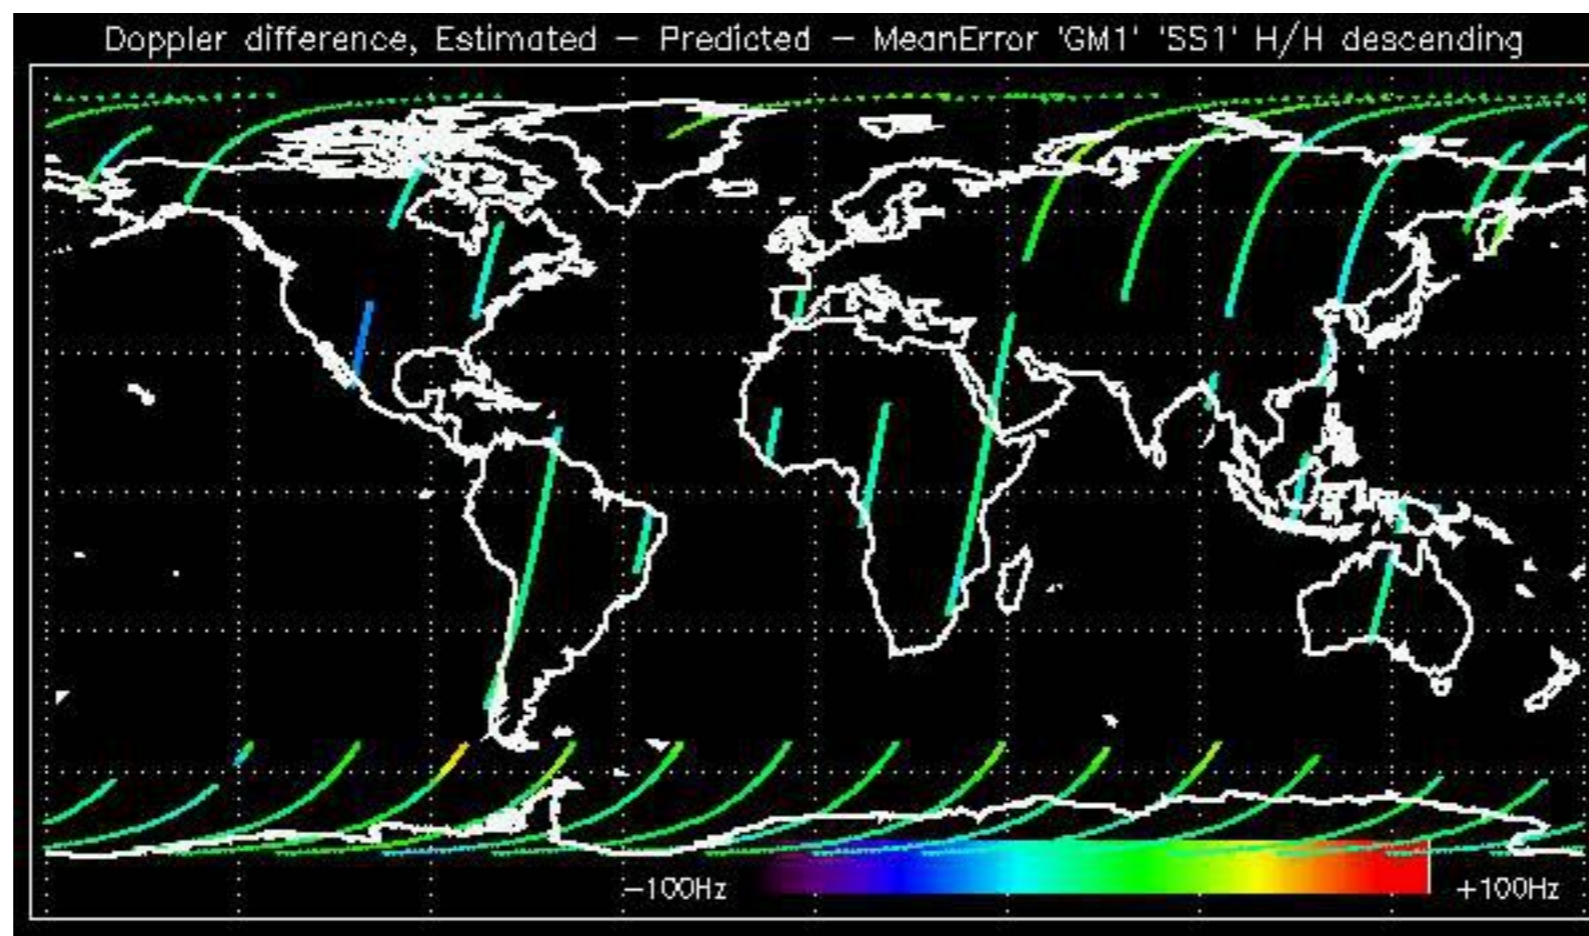 Doppler difference, Estimated - Predicted - MeanError 'GM1' 'SS1' H/H descending
-100Hz
+100Hz